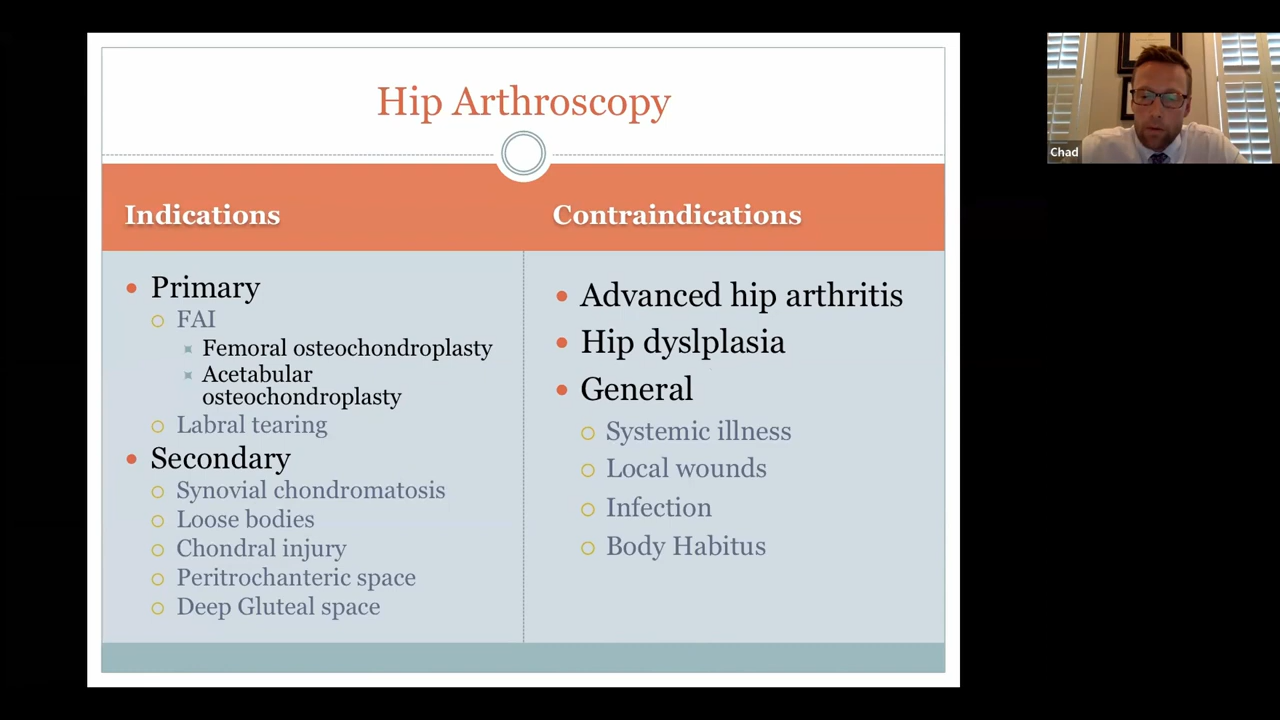 Hip Arthroscopy
Indications
Primary
FAI
Femoral osteochondroplasty
Acetabular
osteochondroplasty
Labral tearing
Secondary
Synovial chondromatosis
Loose bodies
Chondral injury
Peritrochanteric space
Deep Gluteal space
Contraindications
Advanced hip arthritis
Hip dyslplasia
General
Systemic illness
Local wounds
Infection
Body Habitus
Chad